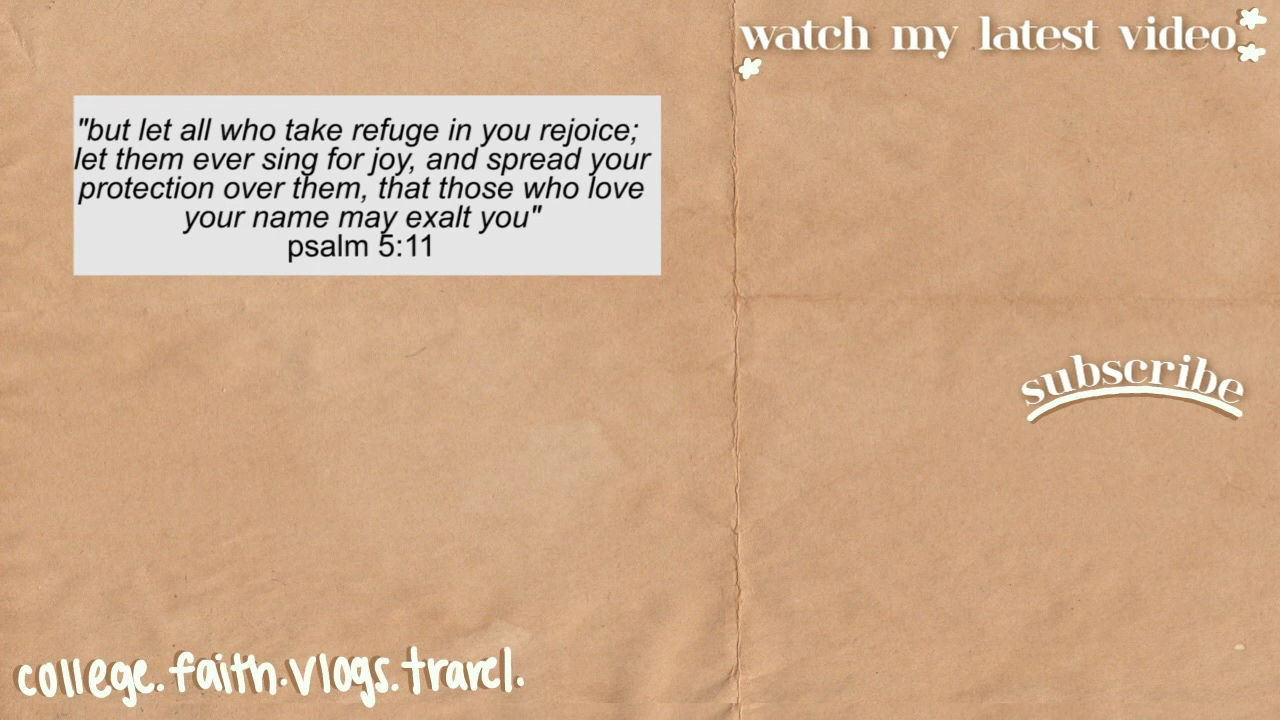 watch my latest video
"but let all who take refuge in you rejoice;
let them ever sing for joy, and spread your
protection over them, that those who love
your name may exalt you"
psalm 5:11
subscribe
college.faith.vlogs.travel.